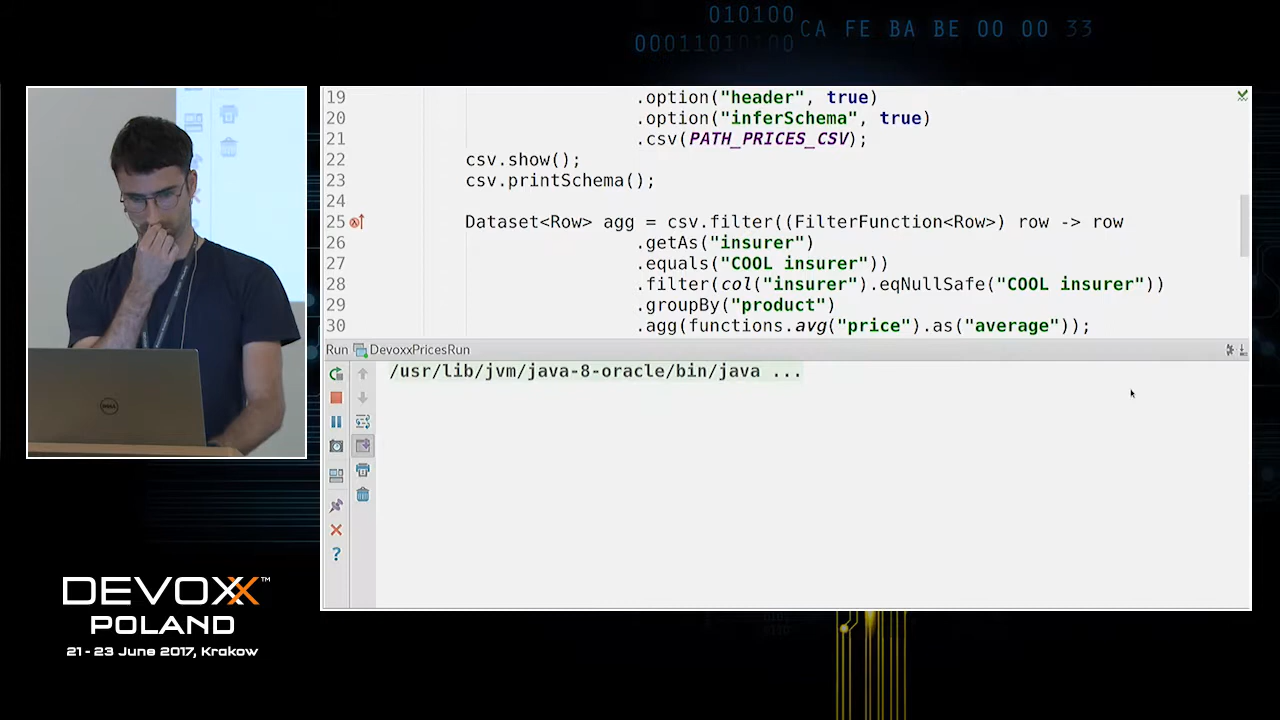 010100
00011010100
CA FE BA BE 00 00 33
19 .option("header", true)
20 .option("inferSchema", true)
21 .csv(PATH_PRICES_CSV);
22 csv.show();
23 csv.printSchema();
24
25 Dataset<Row> agg = csv.filter((FilterFunction<Row>) row -> row
26 .getAs("insurer")
27 .equals("COOL insurer"))
28 .filter(col("insurer").eqNullSafe("COOL insurer"))
29 .groupBy("product")
30 .agg(functions.avg("price").as("average"));
Run DevoxxPricesRun
/usr/lib/jvm/java-8-oracle/bin/java ...
DELL
DEVOXX™
POLAND
21 - 23 June 2017, Krakow